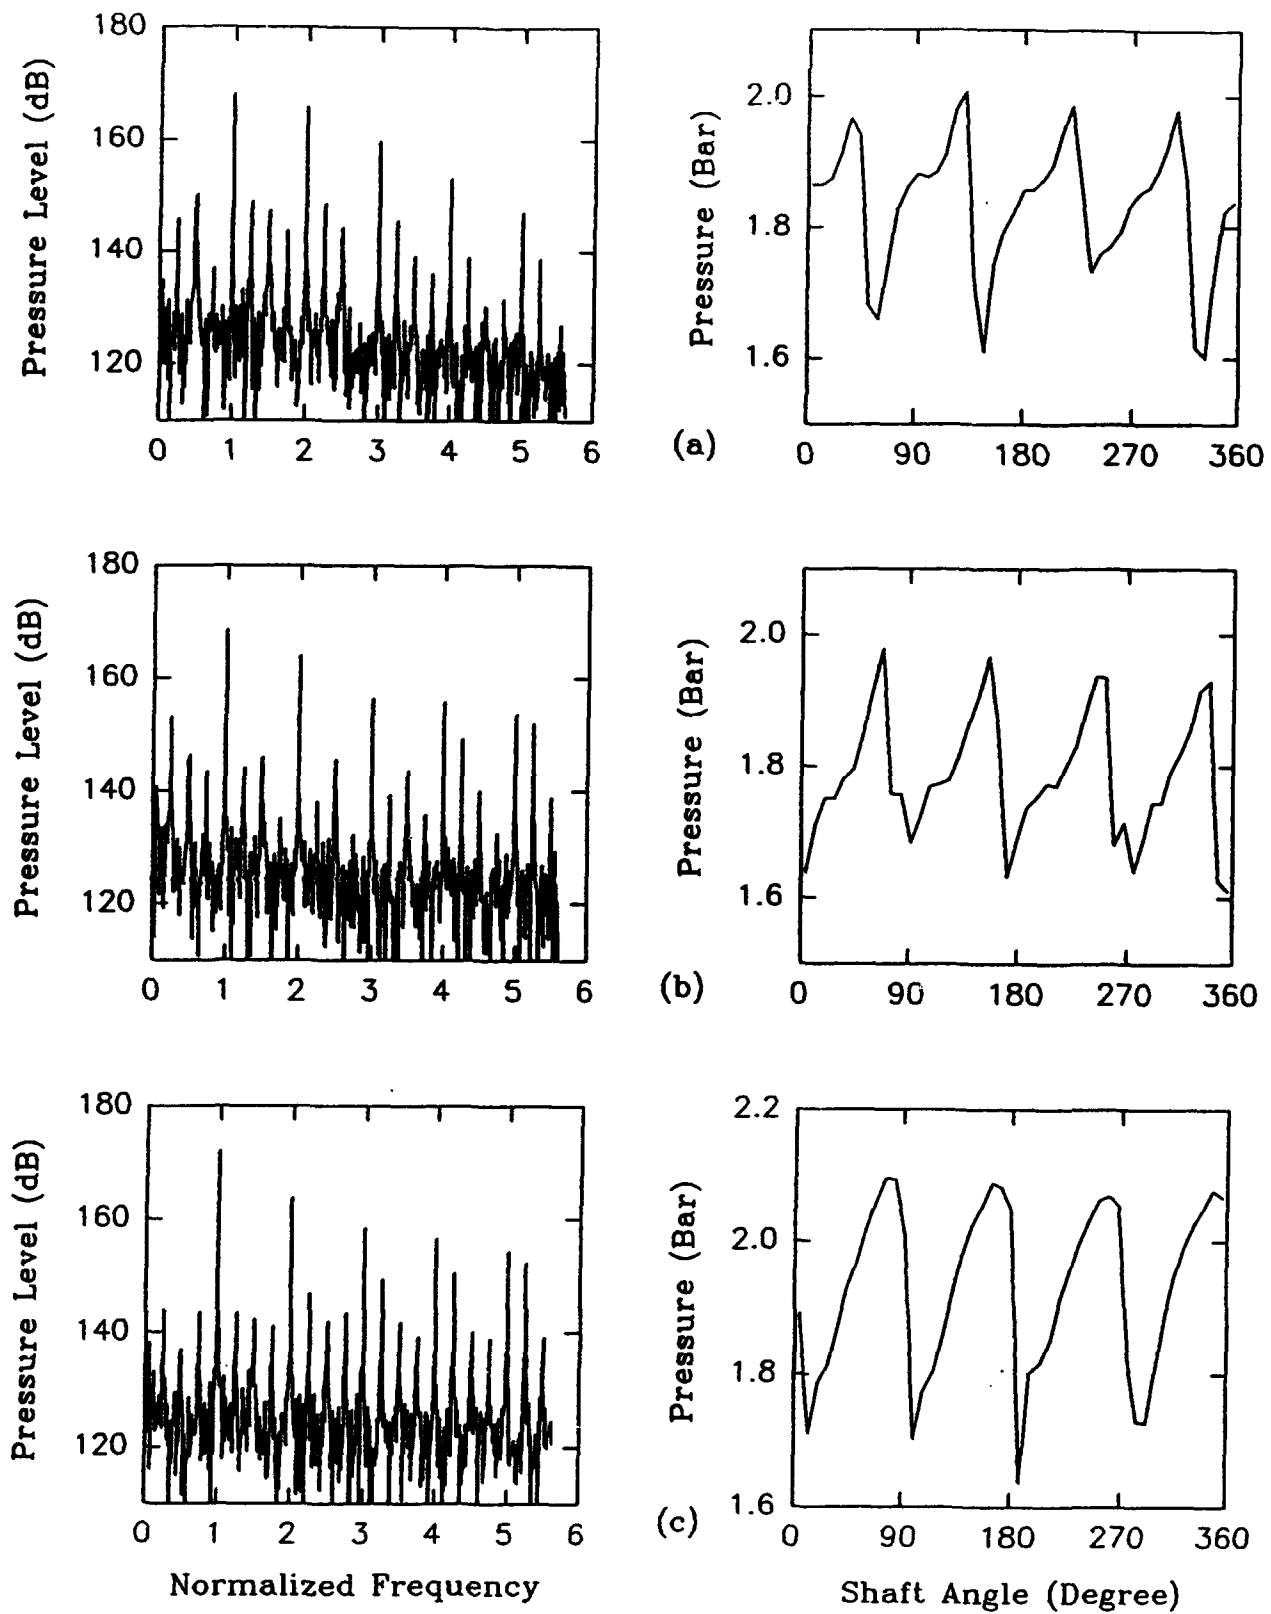 Pressure Level (dB)
180
160
140
120
0 1 2 3 4 5 6
Pressure (Bar)
2.0
1.8
1.6
0 90 180 270 360
(a)
Pressure Level (dB)
180
160
140
120
0 1 2 3 4 5 6
Pressure (Bar)
2.0
1.8
1.6
0 90 180 270 360
(b)
Pressure Level (dB)
180
160
140
120
0 1 2 3 4 5 6
Normalized Frequency
Pressure (Bar)
2.2
2.0
1.8
1.6
0 90 180 270 360
(c)
Shaft Angle (Degree)